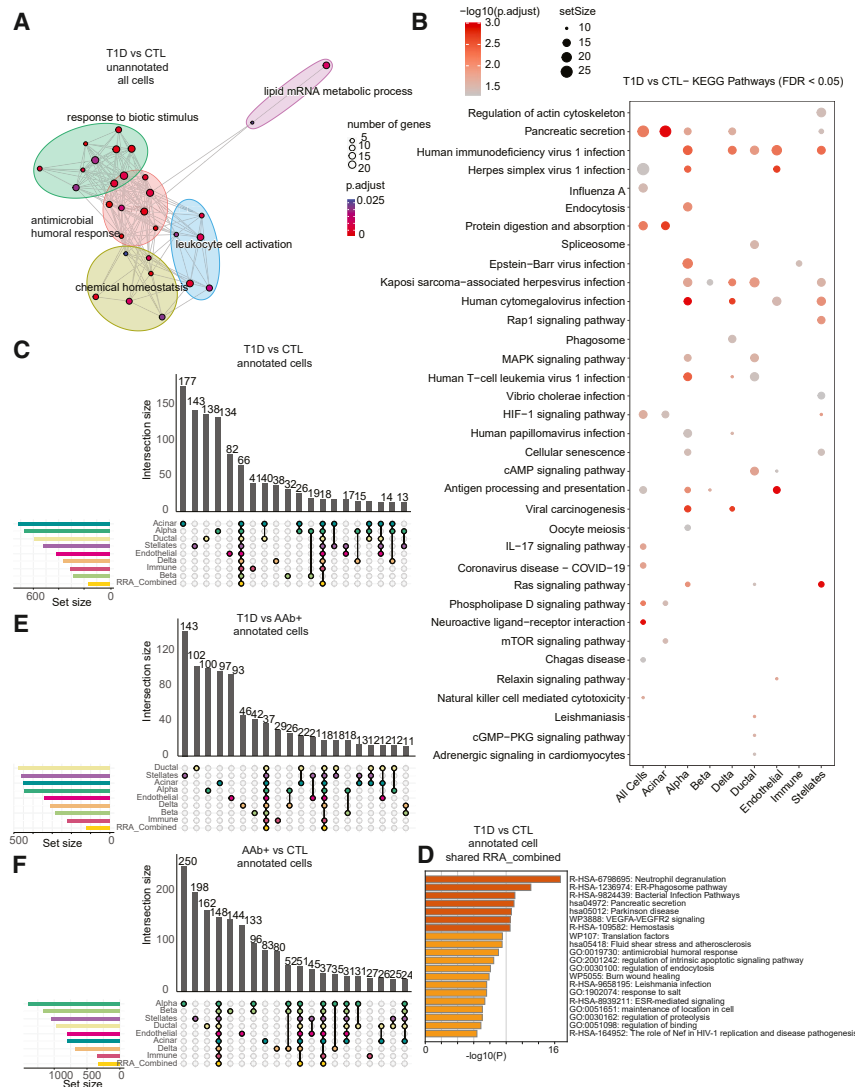 A
T1D vs CTL
unannotated
all cells
lipid mRNA metabolic process
response to biotic stimulus
antimicrobial
humoral response
leukocyte cell activation
chemical homeostatsis
number of genes
5
10
15
20
p.adjust
0.025
0
B
−log10(p.adjust)
3.0
2.5
2.0
1.5
setSize
10
15
20
25
T1D vs CTL− KEGG Pathways (FDR < 0.05)
Regulation of actin cytoskeleton
Pancreatic secretion
Human immunodeficiency virus 1 infection
Herpes simplex virus 1 infection
Influenza A
Endocytosis
Protein digestion and absorption
Spliceosome
Epstein−Barr virus infection
Kaposi sarcoma−associated herpesvirus infection
Human cytomegalovirus infection
Rap1 signaling pathway
Phagosome
MAPK signaling pathway
Human T−cell leukemia virus 1 infection
Vibrio cholerae infection
HIF−1 signaling pathway
Human papillomavirus infection
Cellular senescence
cAMP signaling pathway
Antigen processing and presentation
Viral carcinogenesis
Oocyte meiosis
IL−17 signaling pathway
Coronavirus disease − COVID−19
Ras signaling pathway
Phospholipase D signaling pathway
Neuroactive ligand−receptor interaction
mTOR signaling pathway
Chagas disease
Relaxin signaling pathway
Natural killer cell mediated cytotoxicity
Leishmaniasis
cGMP−PKG signaling pathway
Adrenergic signaling in cardiomyocytes
All Cells
Acinar
Alpha
Beta
Delta
Ductal
Endothelial
Immune
Stellates
C
T1D vs CTL
annotated cells
Intersection size
150
100
50
0
177 143 138 134 82 66 41 40 38 32 26 19 18 17 15 14 13
Acinar
Alpha
Ductal
Stellates
Endothelial
Delta
Immune
Beta
RRA_Combined
600 0
Set size
E
T1D vs AAb+
annotated cells
Intersection size
120
80
40
0
143 102 100 97 93 46 42 37 29 26 22 21 18 18 18 13 12 12 12 11
Ductal
Stellates
Acinar
Alpha
Endothelial
Delta
Beta
Immune
RRA_Combined
500 0
Set size
F
AAb+ vs CTL
annotated cells
Intersection size
200
100
0
250 198 162 148 144 133 96 83 80 52 51 45 37 35 31 31 27 26 25 24
Alpha
Beta
Stellates
Ductal
Endothelial
Acinar
Delta
Immune
RRA_Combined
1000 500 0
Set size
D
T1D vs CTL
annotated cell
shared RRA_combined
R-HSA-6798695: Neutrophil degranulation
R-HSA-1236974: ER-Phagosome pathway
R-HSA-9824439: Bacterial Infection Pathways
hsa04972: Pancreatic secretion
hsa05012: Parkinson disease
WP3888: VEGFA-VEGFR2 signaling
R-HSA-109582: Hemostasis
WP107: Translation factors
hsa05418: Fluid shear stress and atherosclerosis
GO:0019730: antimicrobial humoral response
GO:2001242: regulation of intrinsic apoptotic signaling pathway
GO:0030100: regulation of endocytosis
WP5055: Burn wound healing
R-HSA-9658195: Leishmania infection
GO:1902074: response to salt
R-HSA-8939211: ESR-mediated signaling
GO:0051651: maintenance of location in cell
GO:0030162: regulation of proteolysis
GO:0051098: regulation of binding
R-HSA-164952: The role of Nef in HIV-1 replication and disease pathogenesis
0 16
-log10(P)